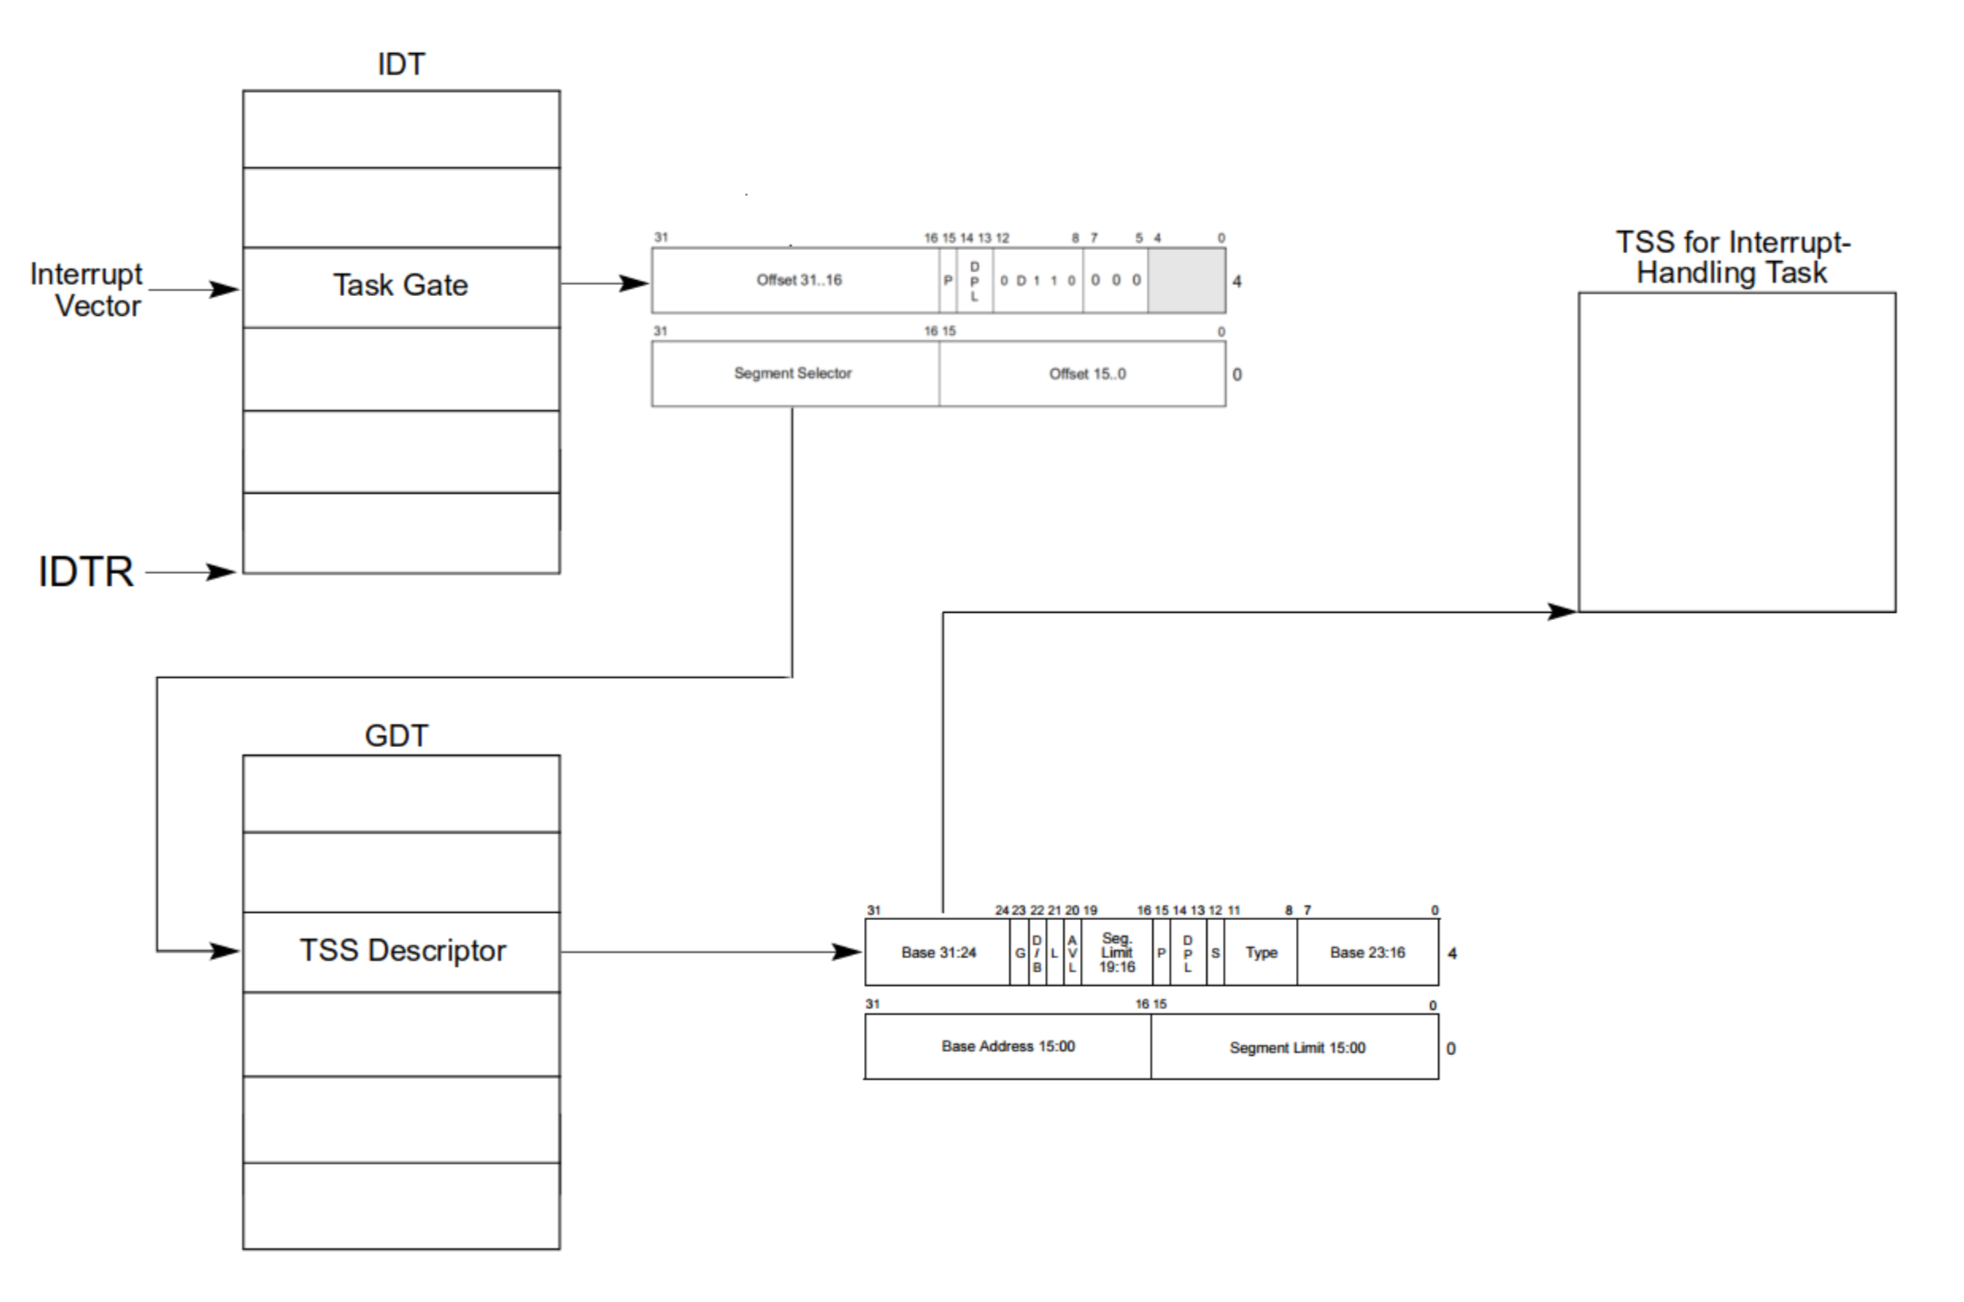 IDT
Interrupt
Vector
Task Gate
IDTR
31 16 15 14 13 12 8 7 5 4 0
Offset 31..16 P D P L 0 D 1 1 0 0 0 0 4
31 16 15 0
Segment Selector Offset 15..0 0
TSS for Interrupt-
Handling Task
GDT
TSS Descriptor
31 24 23 22 21 20 19 16 15 14 13 12 11 8 7 0
Base 31:24 G D / B L A V L Seg. Limit 19:16 P D P L S Type Base 23:16 4
31 16 15 0
Base Address 15:00 Segment Limit 15:00 0